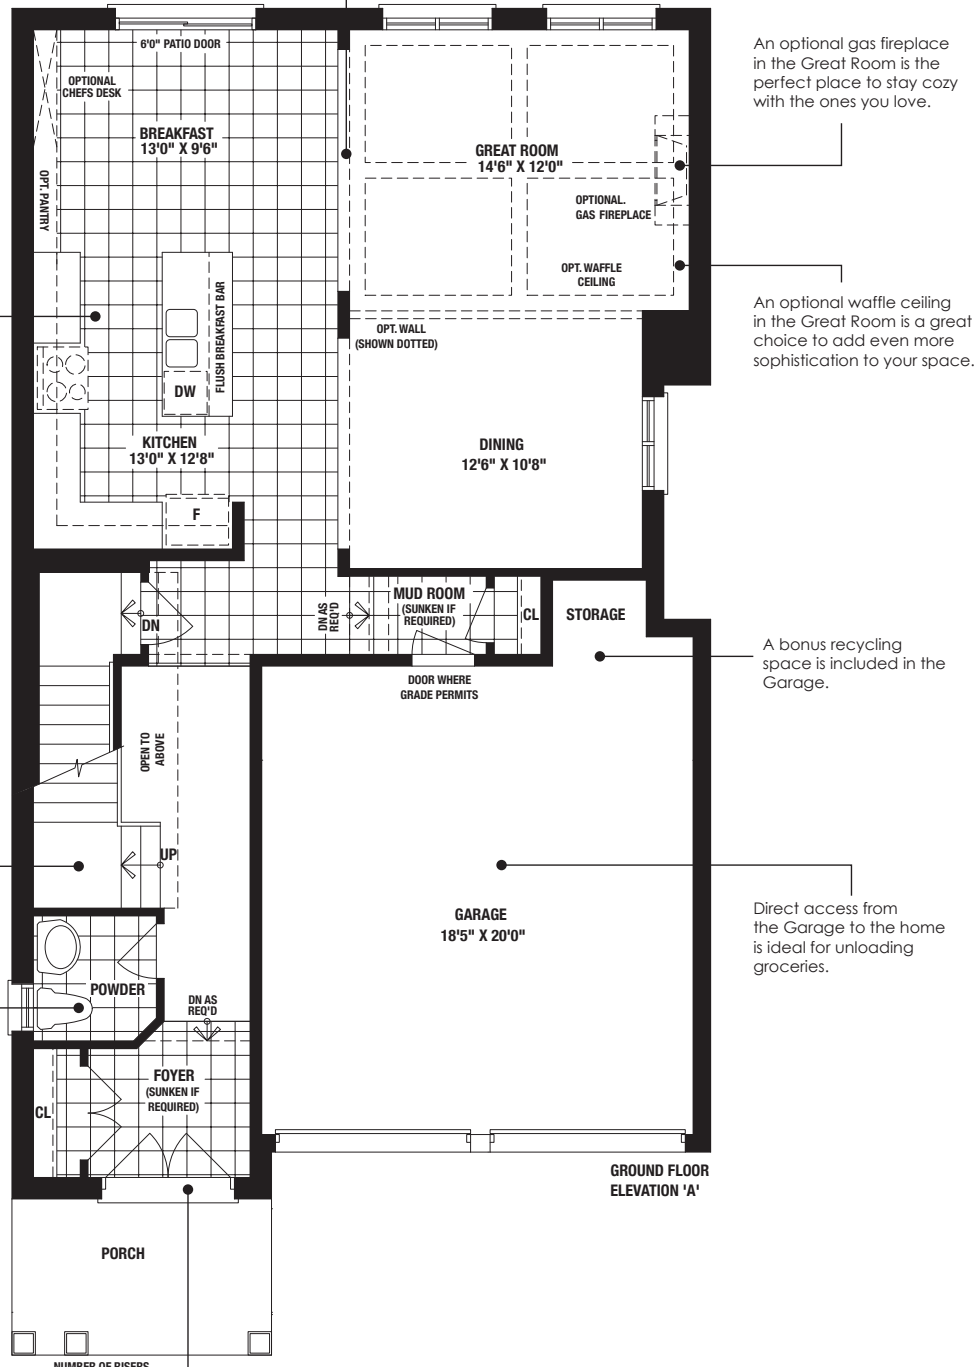 6'0" PATIO DOOR
OPTIONAL
CHEFS DESK
BREAKFAST
13'0" X 9'6"
OPT. PANTRY
GREAT ROOM
14'6" X 12'0"
OPTIONAL.
GAS FIREPLACE
OPT. WAFFLE
CEILING
An optional gas fireplace
in the Great Room is the
perfect place to stay cozy
with the ones you love.
An optional waffle ceiling
in the Great Room is a great
choice to add even more
sophistication to your space.
FLUSH BREAKFAST BAR
DW
OPT. WALL
(SHOWN DOTTED)
KITCHEN
13'0" X 12'8"
DINING
12'6" X 10'8"
F
DN
DN AS
REQ'D
MUD ROOM
(SUNKEN IF
REQUIRED)
CL
STORAGE
A bonus recycling
space is included in the
Garage.
DOOR WHERE
GRADE PERMITS
OPEN TO
ABOVE
UP
GARAGE
18'5" X 20'0"
Direct access from
the Garage to the home
is ideal for unloading
groceries.
POWDER
DN AS
REQ'D
FOYER
(SUNKEN IF
REQUIRED)
CL
GROUND FLOOR
ELEVATION 'A'
PORCH
NUMBER OF RISERS